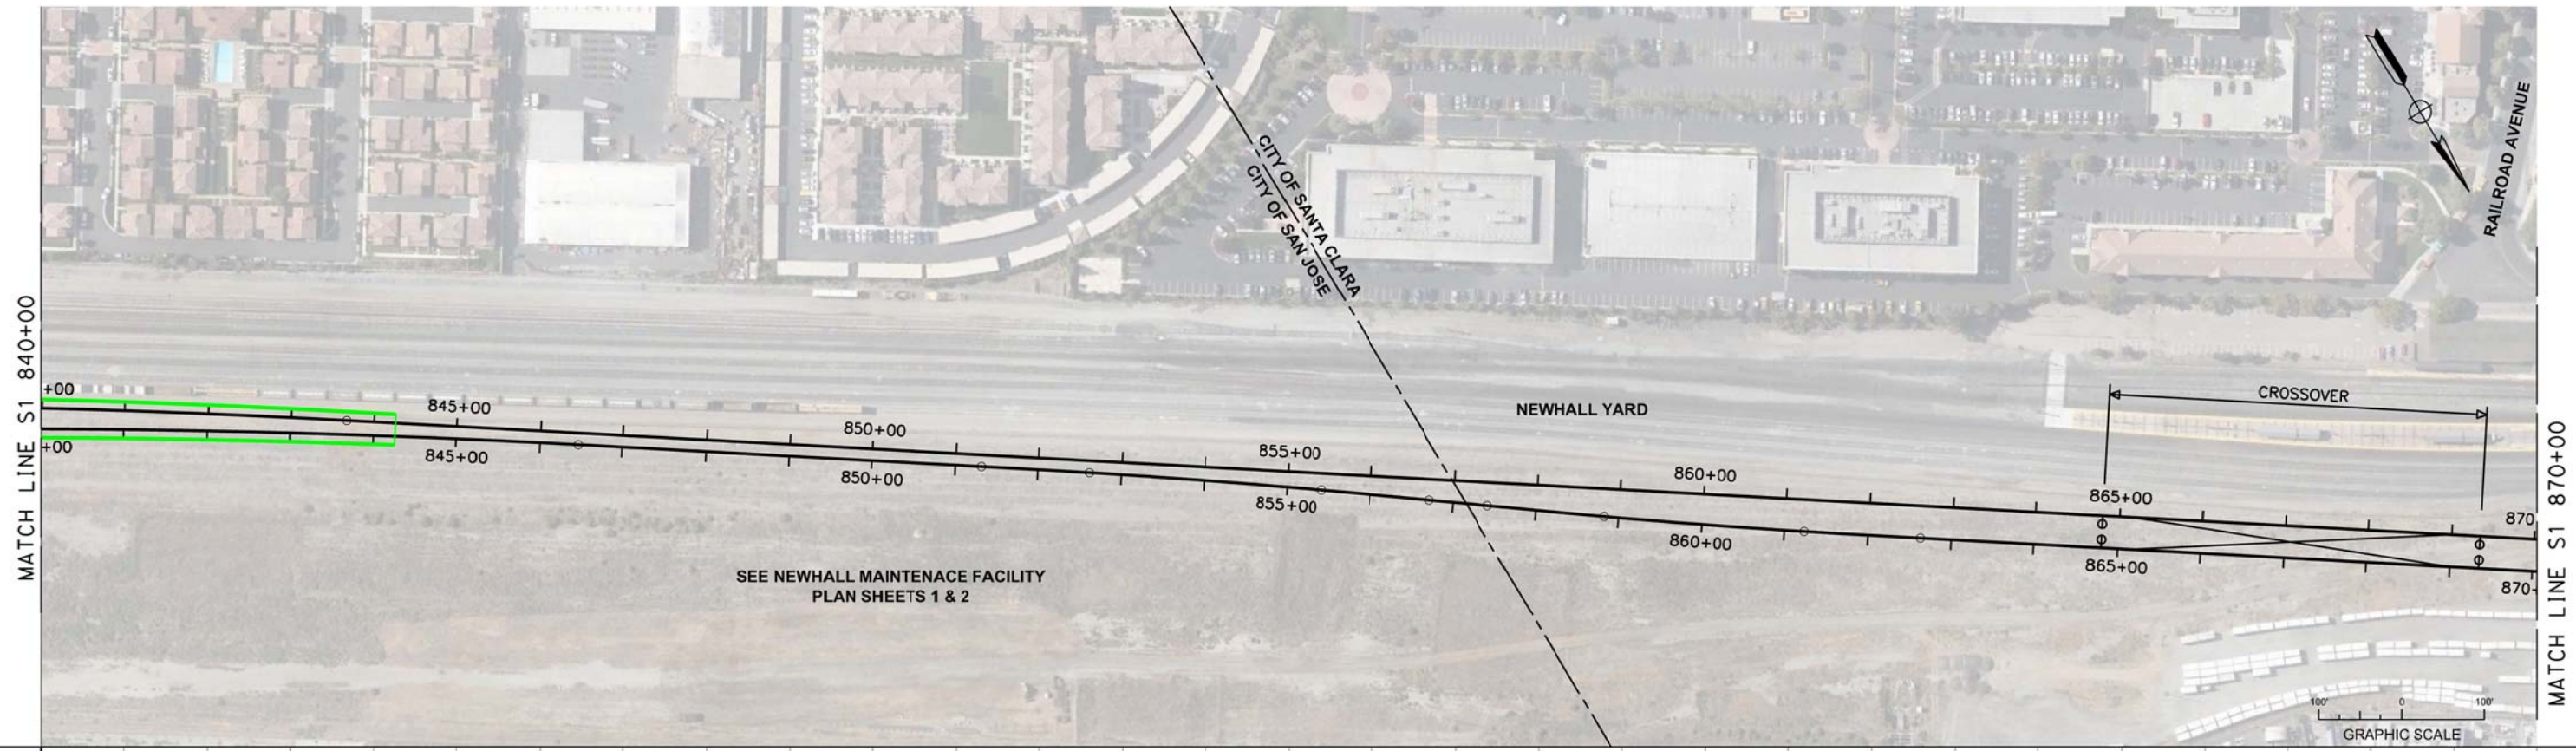 MATCH LINE S1 840+00
CITY OF SANTA CLARA
CITY OF SAN JOSE
RAILROAD AVENUE
NEWHALL YARD
CROSSOVER
+00
845+00
850+00
855+00
860+00
865+00
870
+00
845+00
850+00
855+00
860+00
865+00
870
SEE NEWHALL MAINTENACE FACILITY
PLAN SHEETS 1 & 2
100' 0 100'
GRAPHIC SCALE
MATCH LINE S1 870+00